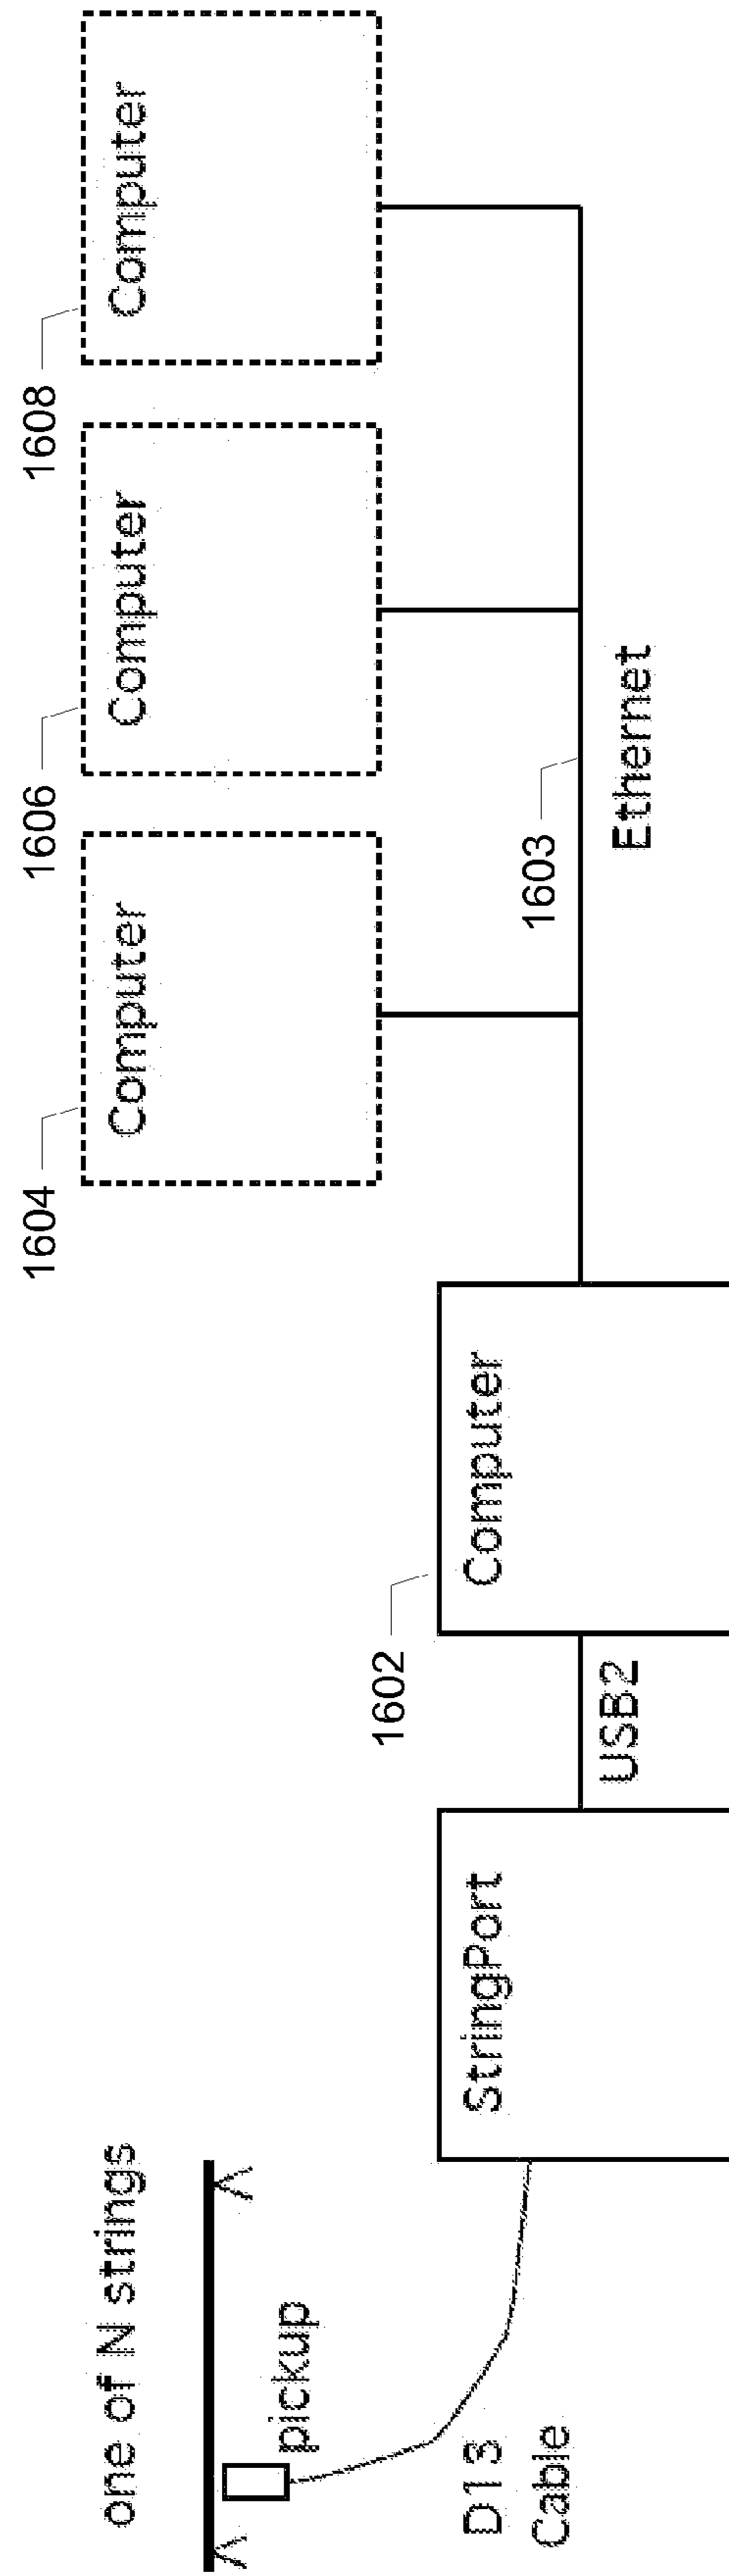 one of N strings
pickup
D13
Cable
StringPort
USB2
1602
Computer
1604
Computer
1606
Computer
1608
Computer
1603
Ethernet